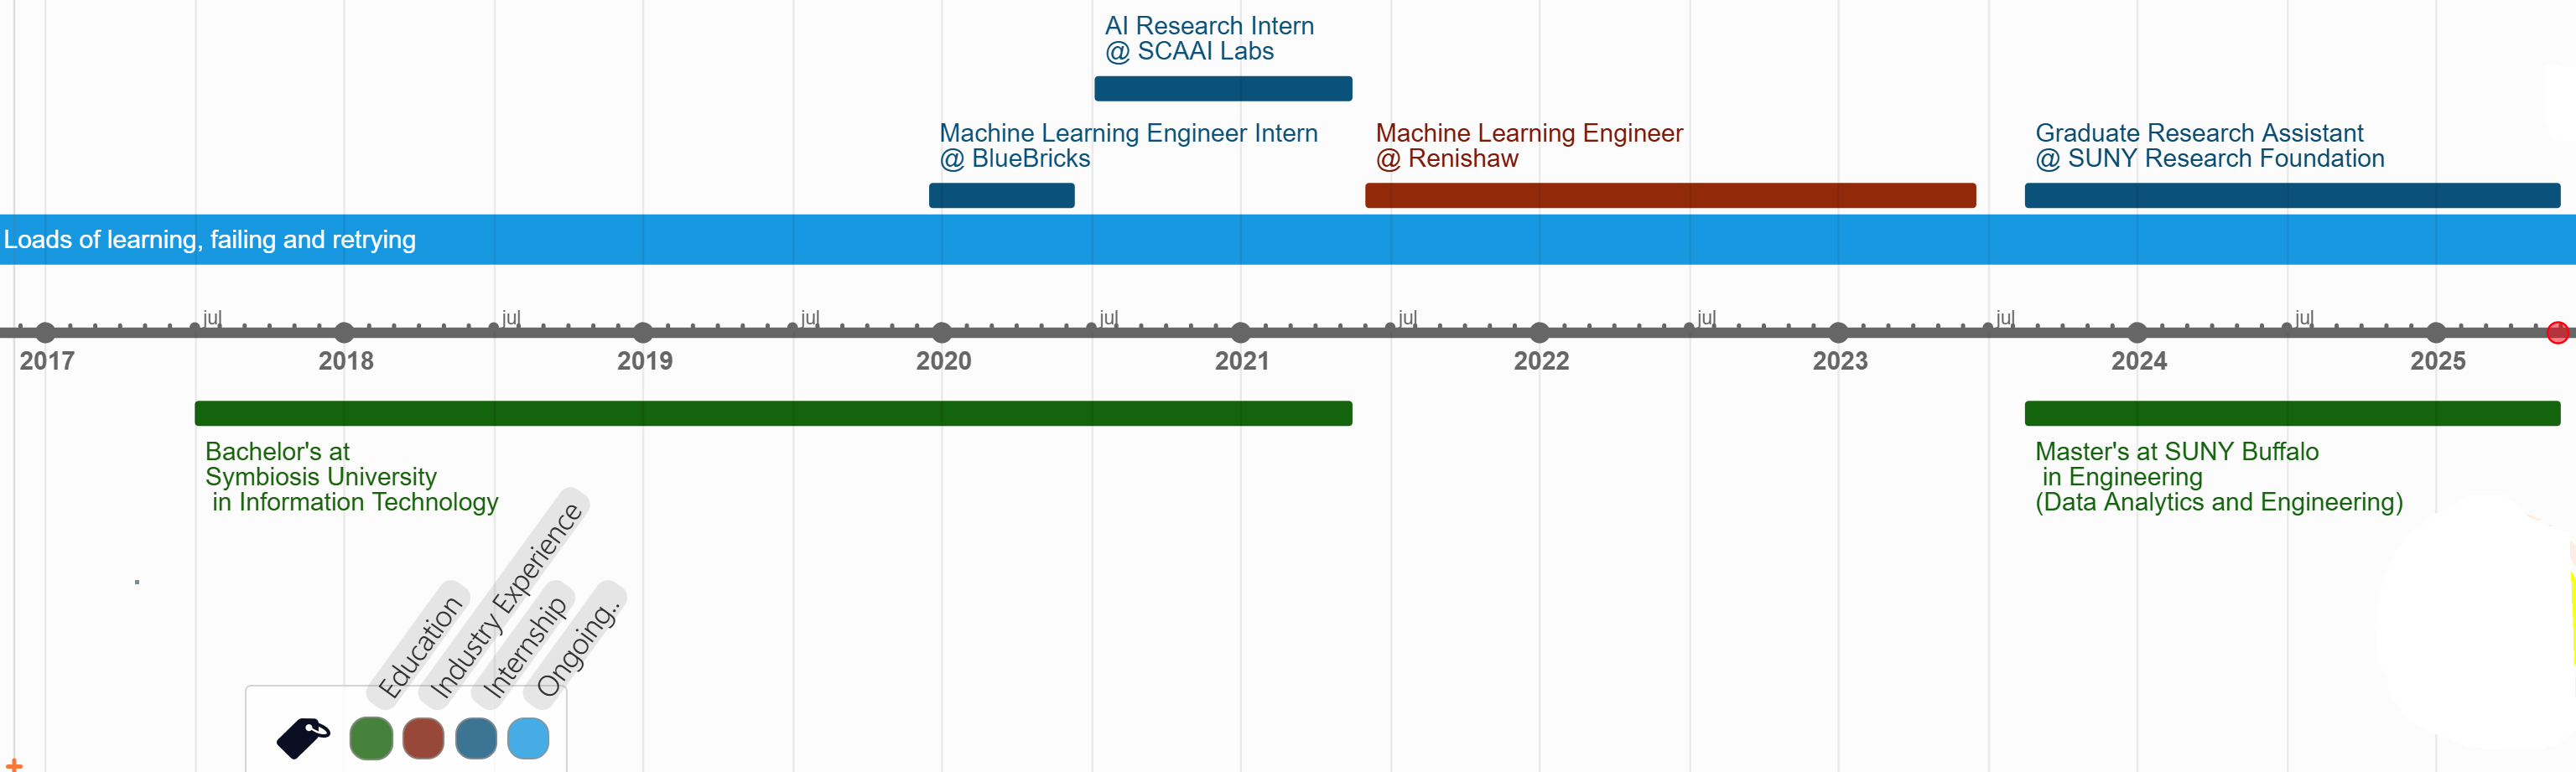 AI Research Intern
@ SCAAI Labs
Machine Learning Engineer Intern
@ BlueBricks
Machine Learning Engineer
@ Renishaw
Graduate Research Assistant
@ SUNY Research Foundation
Loads of learning, failing and retrying
jul jul jul jul jul jul jul jul
2017 2018 2019 2020 2021 2022 2023 2024 2025
Bachelor's at
Symbiosis University
in Information Technology
Master's at SUNY Buffalo
in Engineering
(Data Analytics and Engineering)
Education
Industry Experience
Internship
Ongoing..